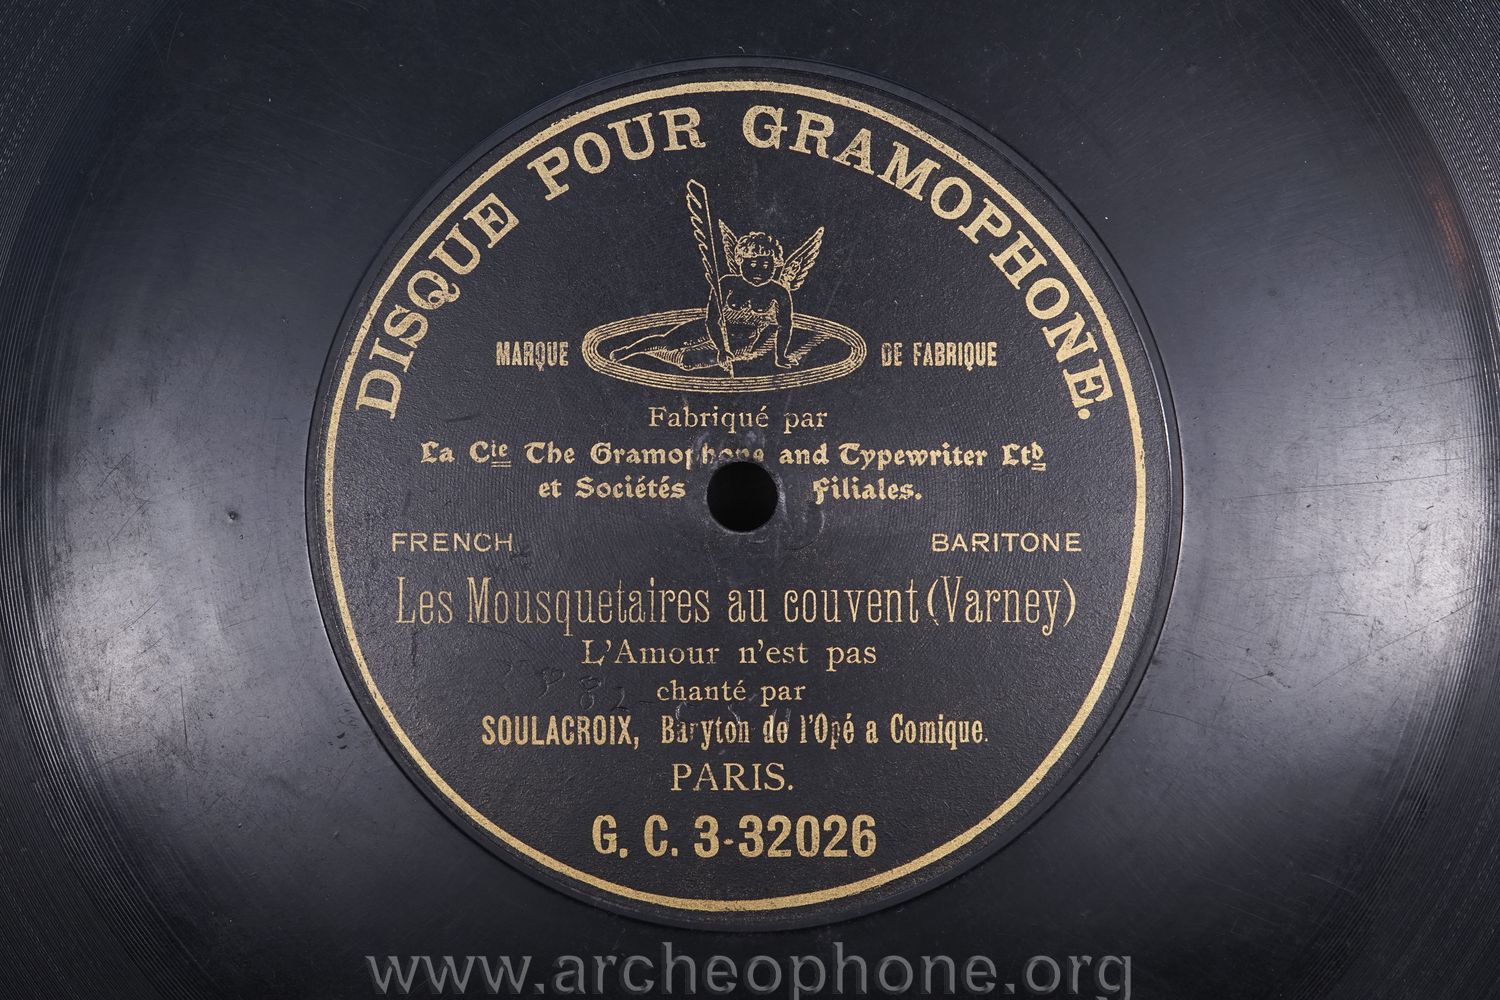 DISQUE POUR GRAMOPHONE.
MARQUE DE FABRIQUE
Fabriqué par
La Cie The Gramophone and Typewriter Ltd
et Sociétés Filiales.
FRENCH BARITONE
Les Mousquetaires au couvent (Varney)
L'Amour n'est pas
chanté par
SOULACROIX, Baryton de l'Opé a Comique.
PARIS.
G. C. 3-32026
www.archeophone.org